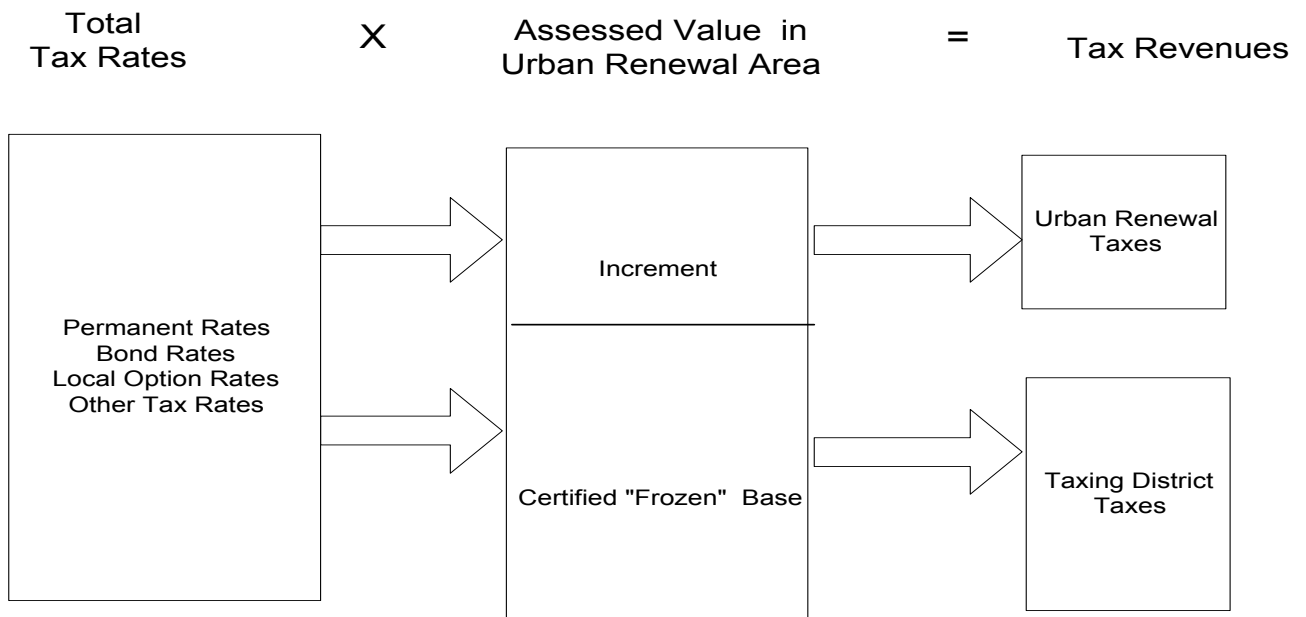 Total
Tax Rates
X
Assessed Value in
Urban Renewal Area
=
Tax Revenues
Permanent Rates
Bond Rates
Local Option Rates
Other Tax Rates
Increment
Certified "Frozen" Base
Urban Renewal
Taxes
Taxing District
Taxes